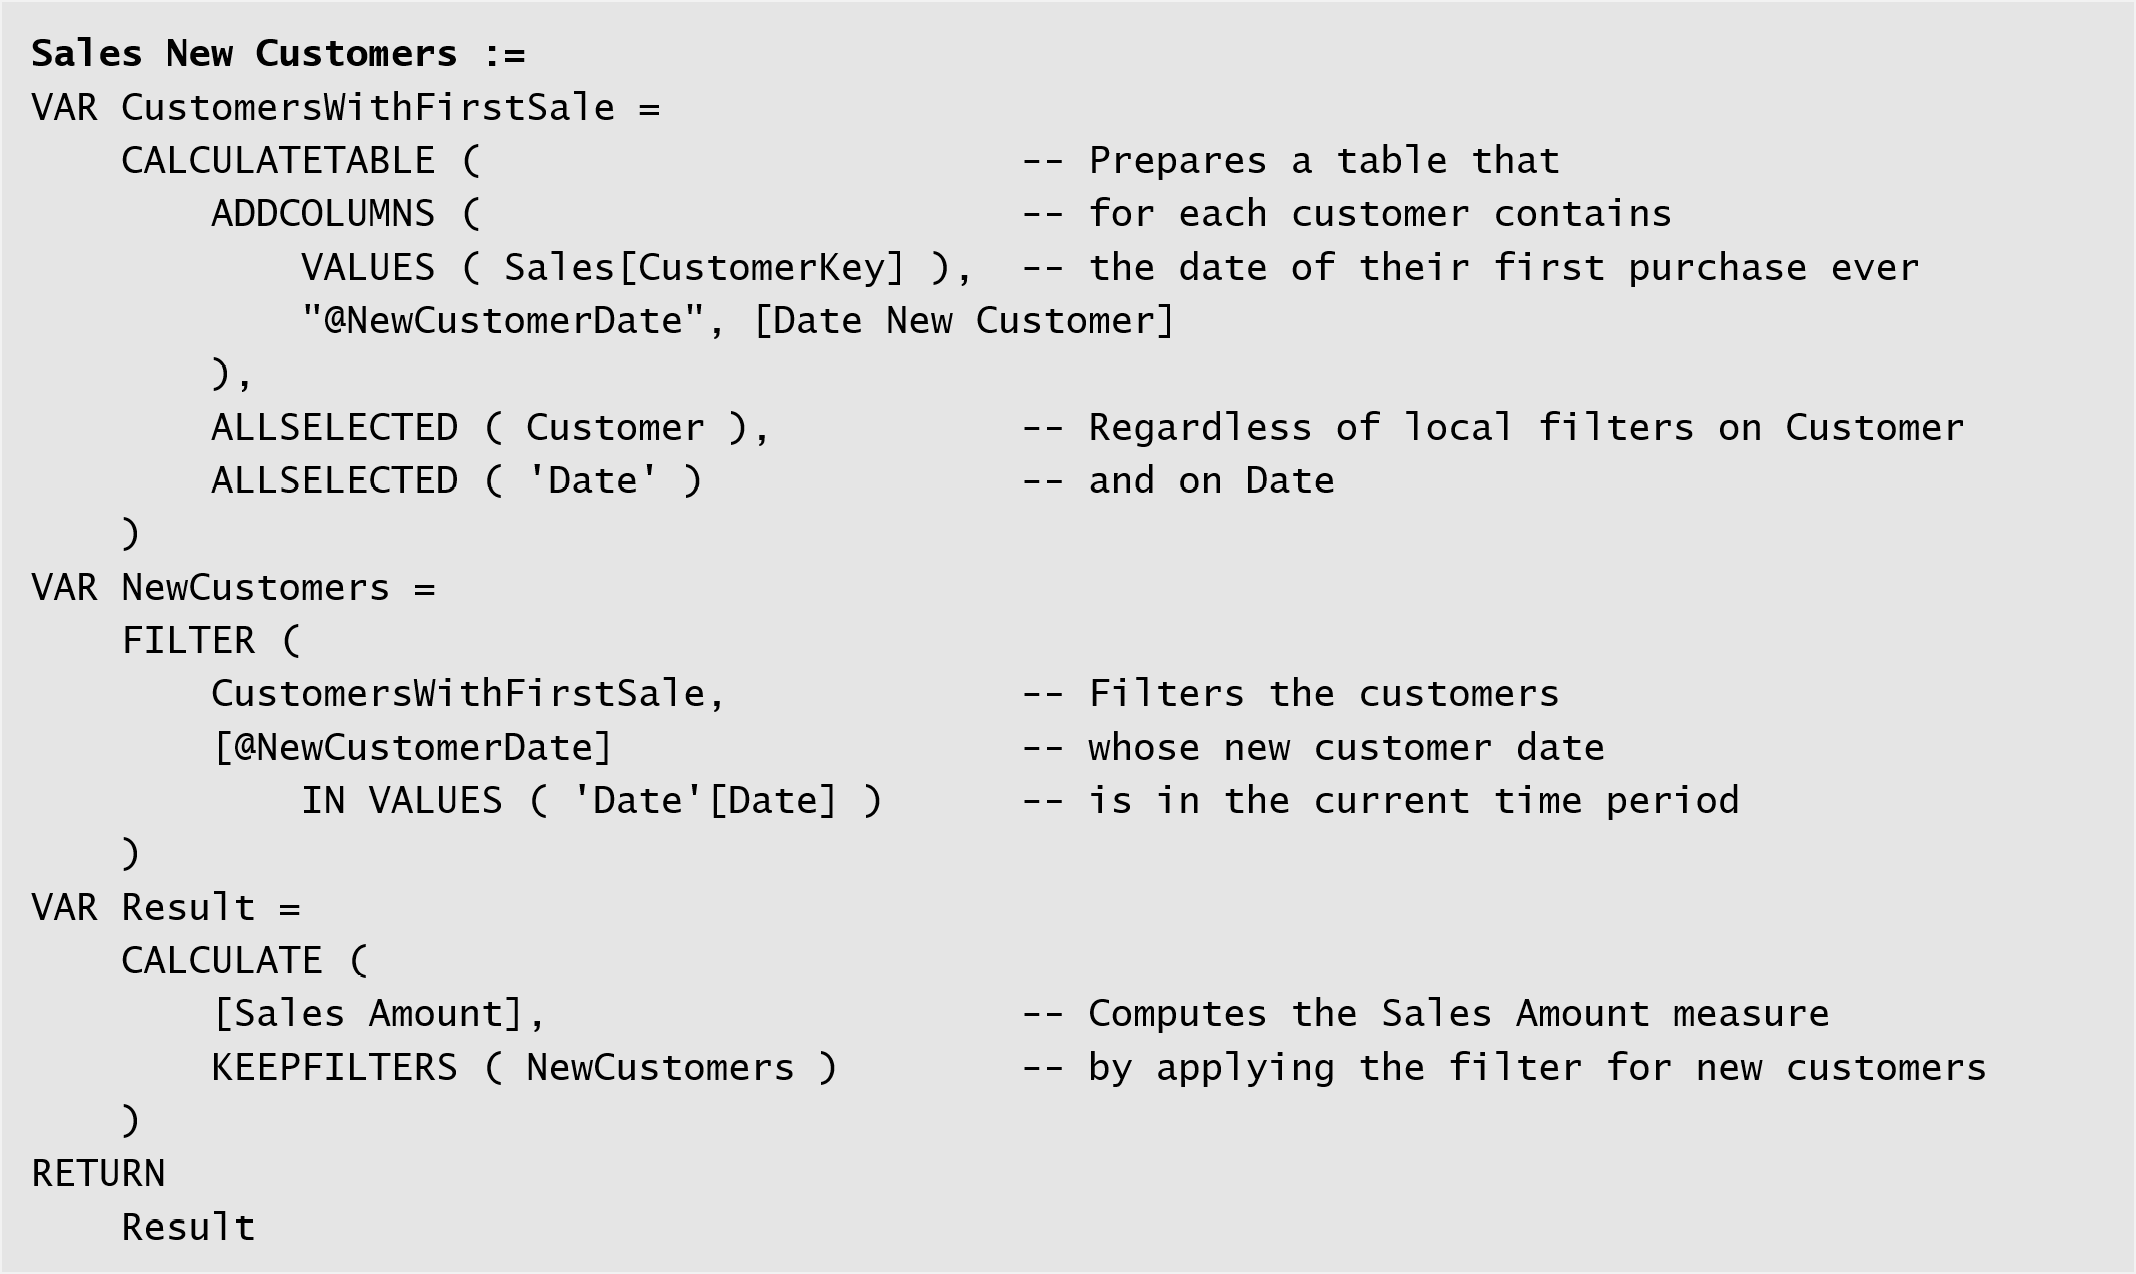 Sales New Customers :=
VAR CustomersWithFirstSale =
    CALCULATETABLE (                        -- Prepares a table that
        ADDCOLUMNS (                        -- for each customer contains
            VALUES ( Sales[CustomerKey] ),  -- the date of their first purchase ever
            "@NewCustomerDate", [Date New Customer]
        ),
        ALLSELECTED ( Customer ),           -- Regardless of local filters on Customer
        ALLSELECTED ( 'Date' )              -- and on Date
    )
VAR NewCustomers =
    FILTER (
        CustomersWithFirstSale,             -- Filters the customers
        [@NewCustomerDate]                  -- whose new customer date
            IN VALUES ( 'Date'[Date] )      -- is in the current time period
    )
VAR Result =
    CALCULATE (
        [Sales Amount],                     -- Computes the Sales Amount measure
        KEEPFILTERS ( NewCustomers )        -- by applying the filter for new customers
    )
RETURN
    Result